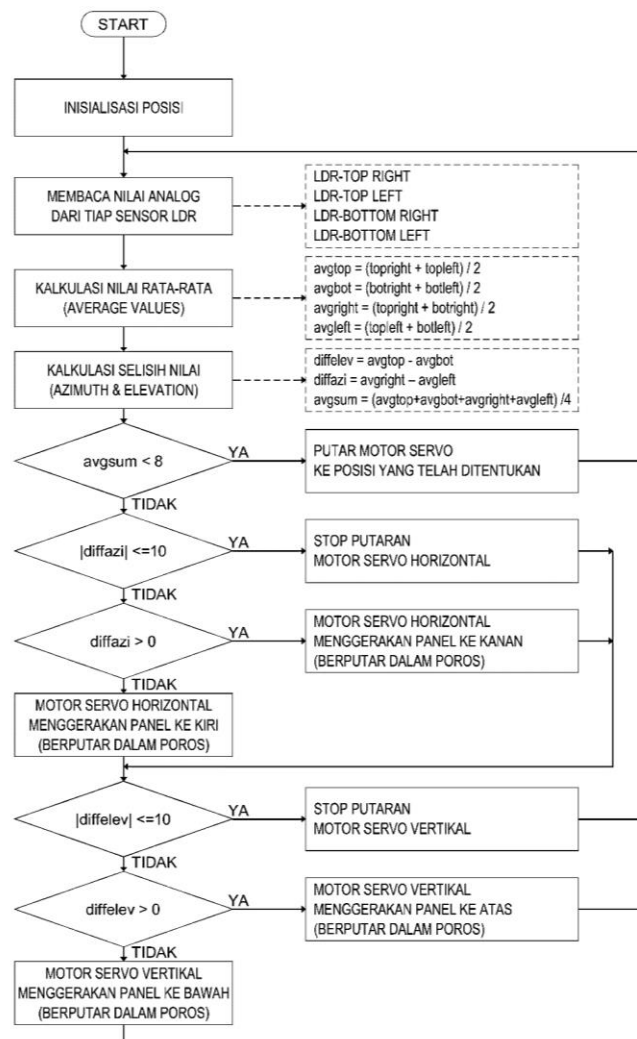 START
INISIALISASI POSISI
MEMBACA NILAI ANALOG
DARI TIAP SENSOR LDR
LDR-TOP RIGHT
LDR-TOP LEFT
LDR-BOTTOM RIGHT
LDR-BOTTOM LEFT
KALKULASI NILAI RATA-RATA
(AVERAGE VALUES)
avgtop = (topright + topleft) / 2
avgbot = (botright + botleft) / 2
avgright = (topright + botright) / 2
avgleft = (topleft + botleft) / 2
KALKULASI SELISIH NILAI
(AZIMUTH & ELEVATION)
diffelev = avgtop - avgbot
diffazi = avgright – avgleft
avgsum = (avgtop+avgbot+avgright+avgleft) /4
avgsum < 8
YA
PUTAR MOTOR SERVO
KE POSISI YANG TELAH DITENTUKAN
TIDAK
|diffazi| <=10
YA
STOP PUTARAN
MOTOR SERVO HORIZONTAL
TIDAK
diffazi > 0
YA
MOTOR SERVO HORIZONTAL
MENGGERAKAN PANEL KE KANAN
(BERPUTAR DALAM POROS)
TIDAK
MOTOR SERVO HORIZONTAL
MENGGERAKAN PANEL KE KIRI
(BERPUTAR DALAM POROS)
|diffelev| <=10
YA
STOP PUTARAN
MOTOR SERVO VERTIKAL
TIDAK
diffelev > 0
YA
MOTOR SERVO VERTIKAL
MENGGERAKAN PANEL KE ATAS
(BERPUTAR DALAM POROS)
TIDAK
MOTOR SERVO VERTIKAL
MENGGERAKAN PANEL KE BAWAH
(BERPUTAR DALAM POROS)